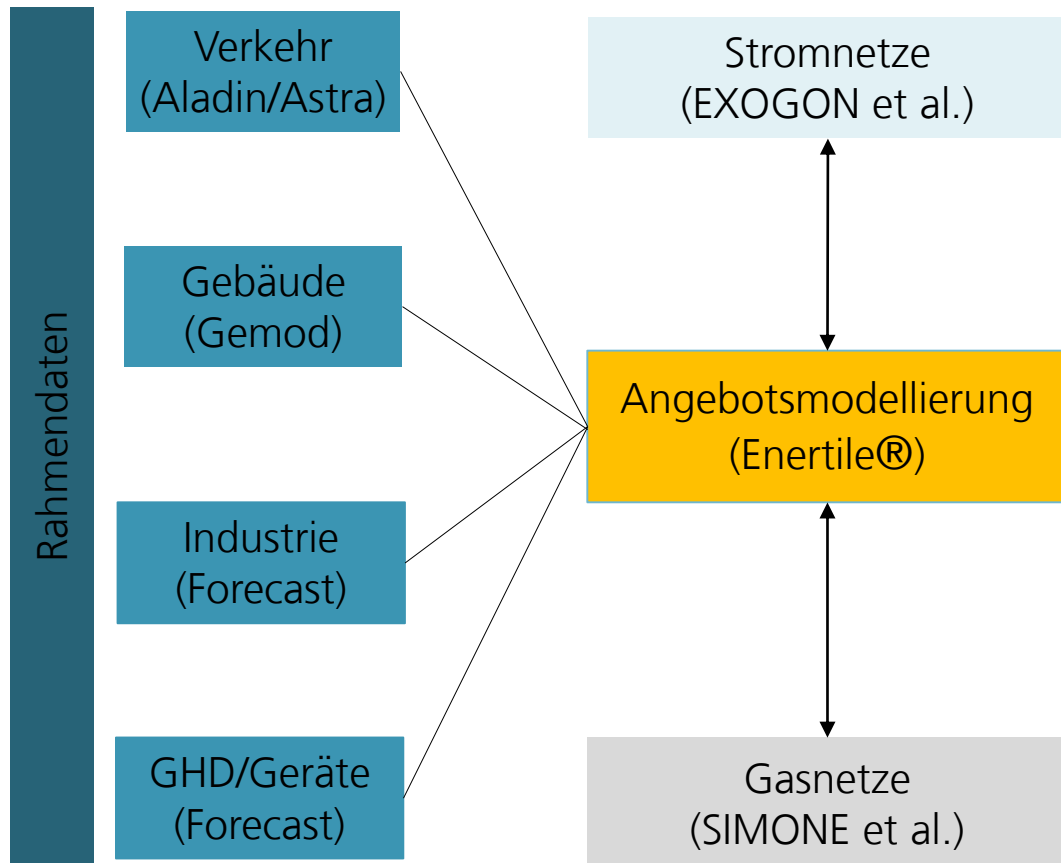 Rahmendaten
Verkehr
(Aladin/Astra)
Gebäude
(Gemod)
Industrie
(Forecast)
GHD/Geräte
(Forecast)
Stromnetze
(EXOGON et al.)
Angebotsmodellierung
(Enertile®)
Gasnetze
(SIMONE et al.)